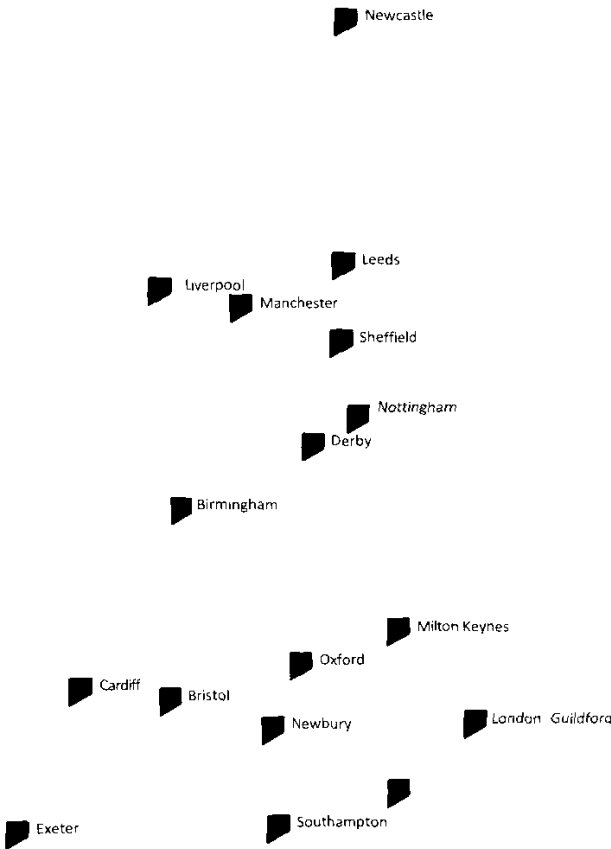 Newcastle
Leeds
Liverpool
Manchester
Sheffield
Nottingham
Derby
Birmingham
Milton Keynes
Oxford
Cardiff
Bristol
Newbury
London Guildford
Southampton
Exeter